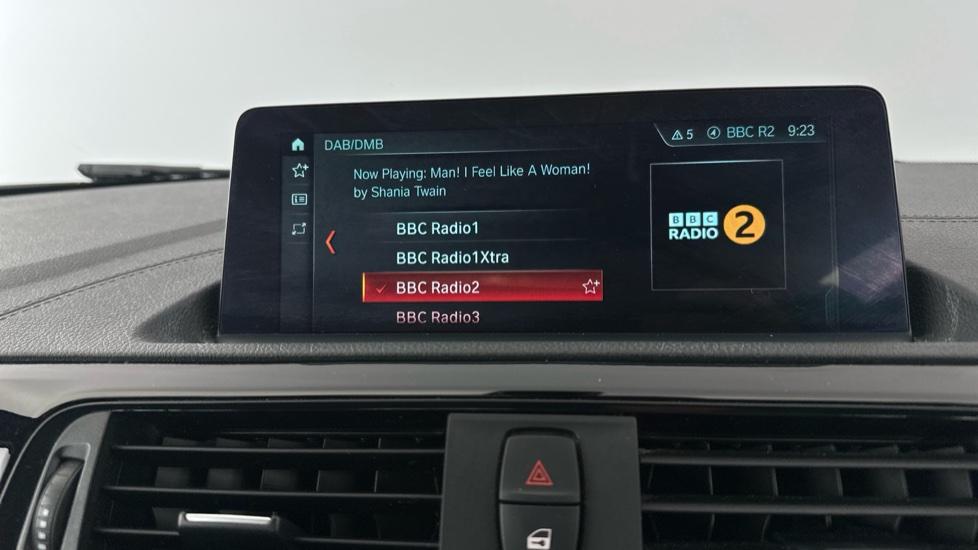 DAB/DMB
5 BBC R2 9:23
Now Playing: Man! I Feel Like A Woman!
by Shania Twain
BBC Radio1
BBC Radio1Xtra
BBC Radio2
BBC Radio3
BBC
RADIO 2